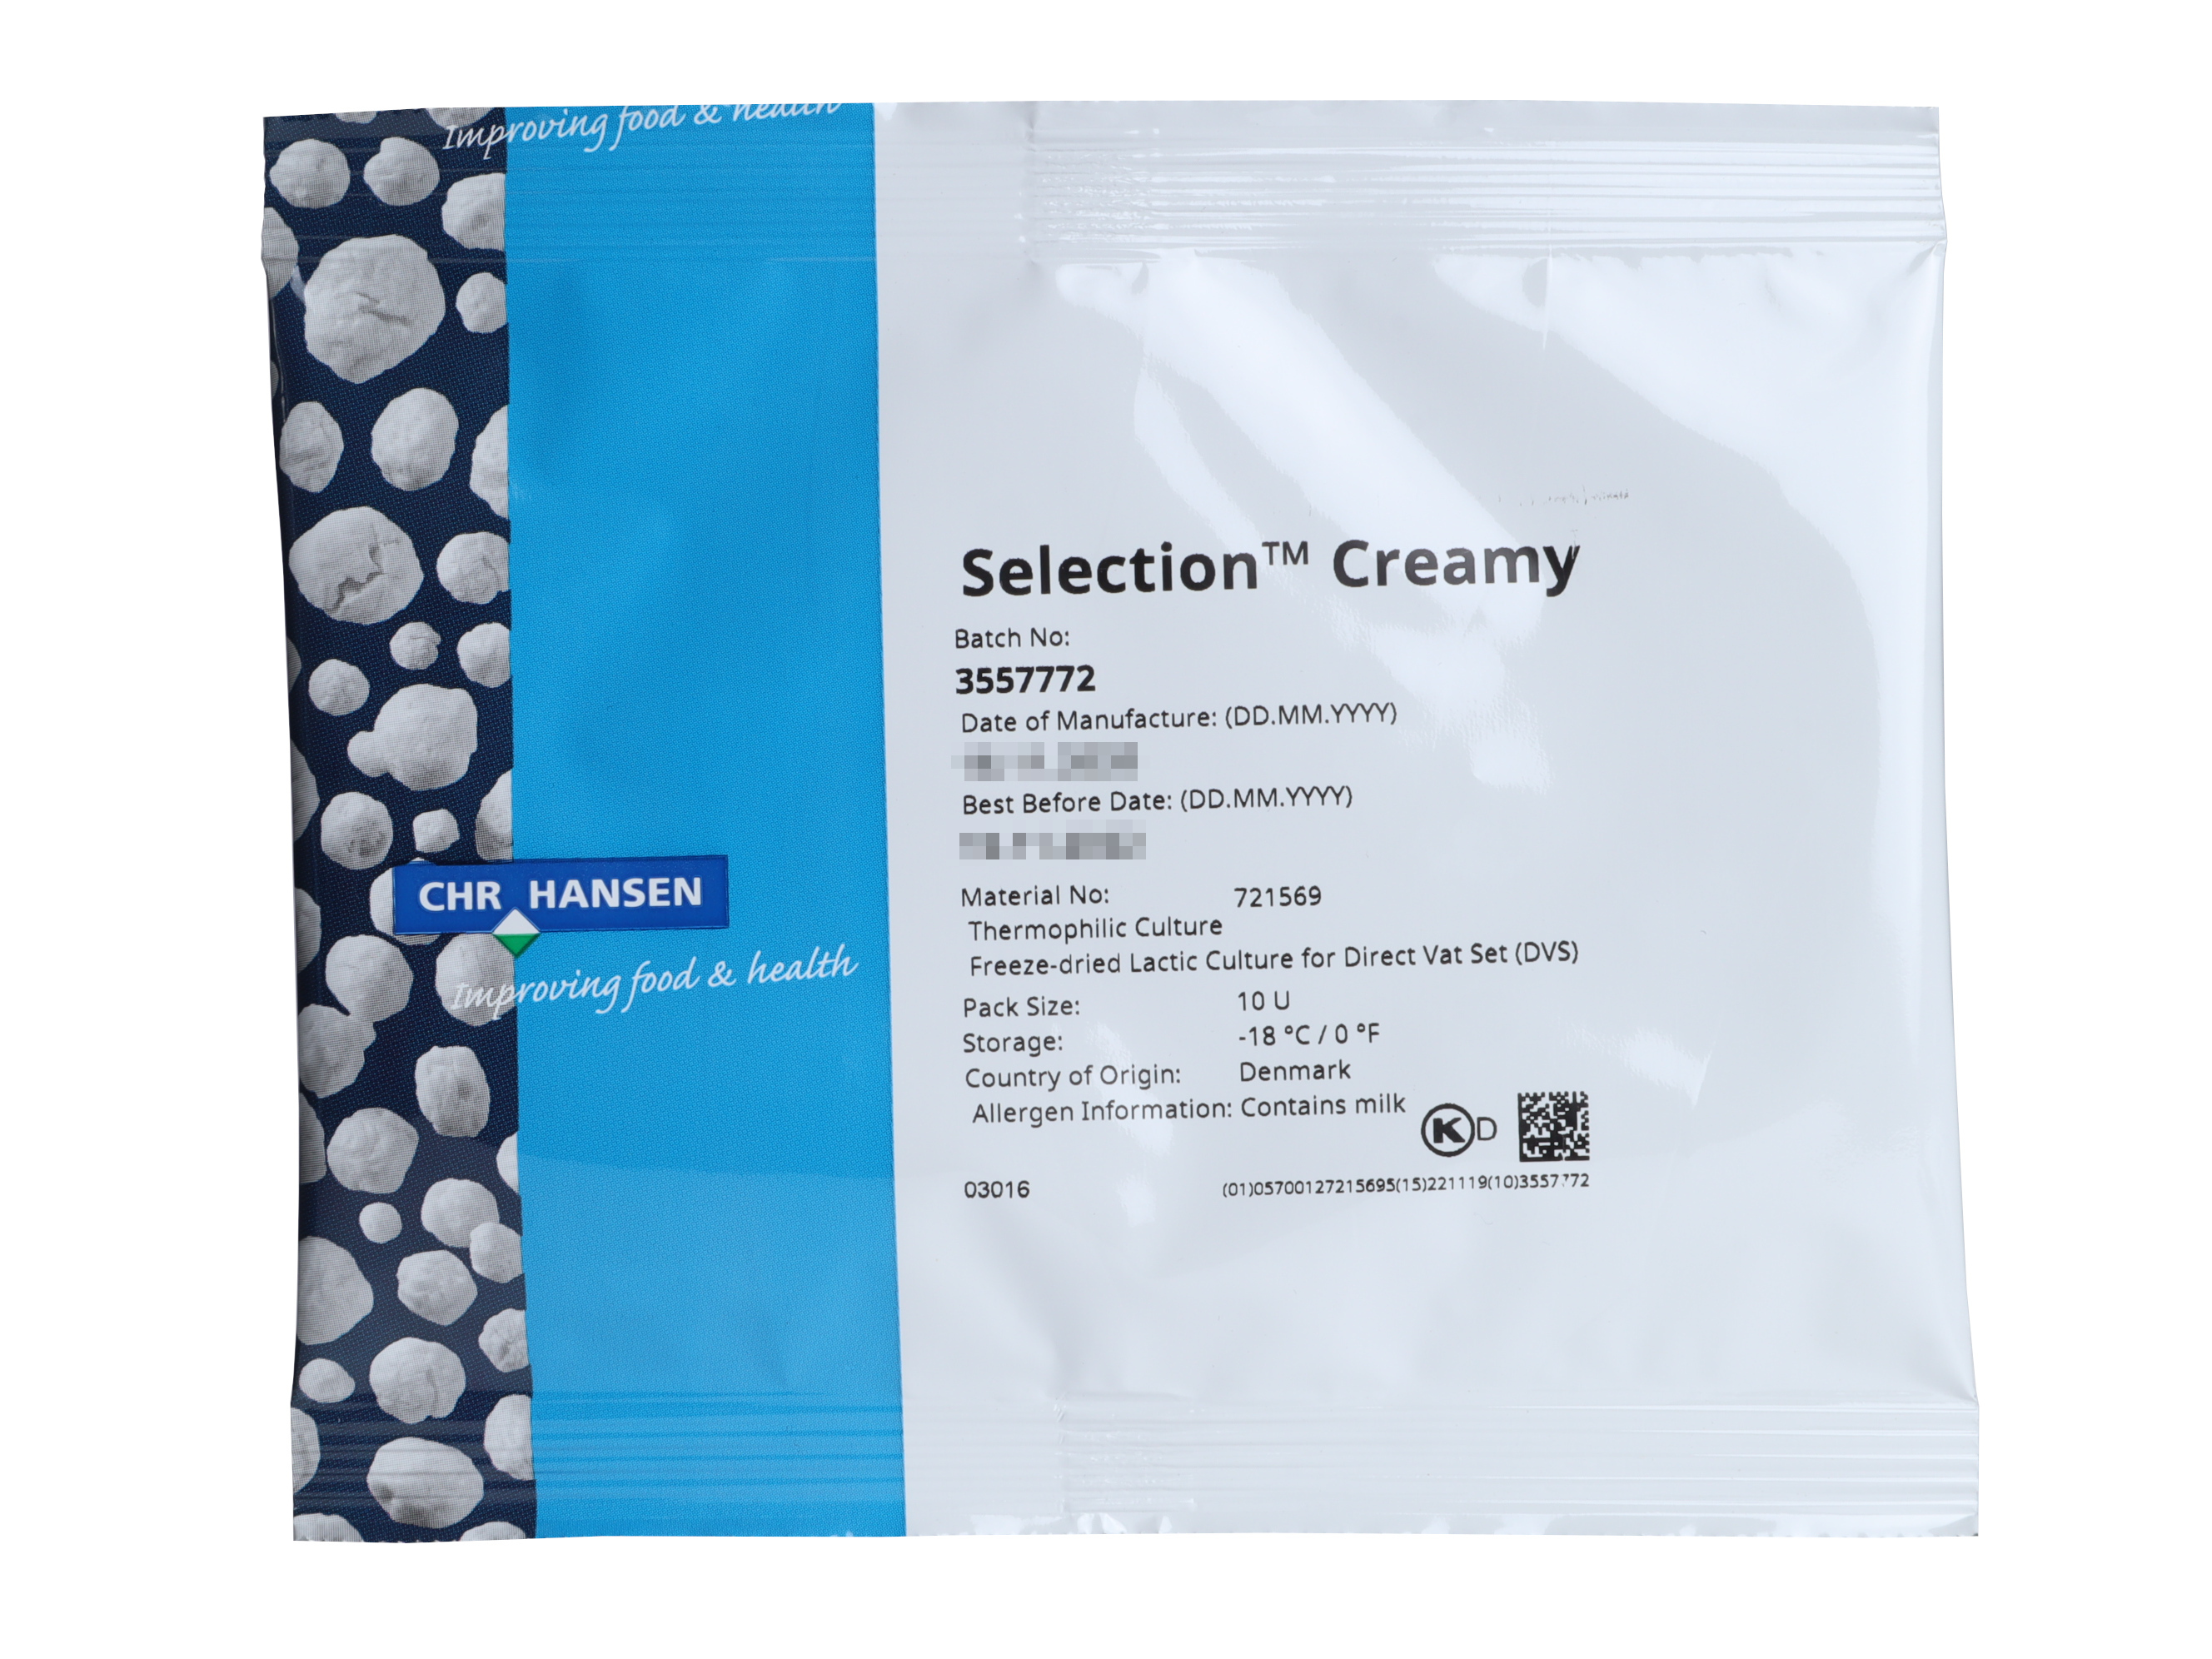 Improving food & health
Selection™ Creamy
Batch No:
3557772
Date of Manufacture: (DD.MM.YYYY)
Best Before Date: (DD.MM.YYYY)
CHR HANSEN
Improving food & health
Material No: 721569
Thermophilic Culture
Freeze-dried Lactic Culture for Direct Vat Set (DVS)
Pack Size: 10 U
Storage: -18 °C / 0 °F
Country of Origin: Denmark
Allergen Information: Contains milk
K D
03016 (01)05700127215695(15)221119(10)3557772